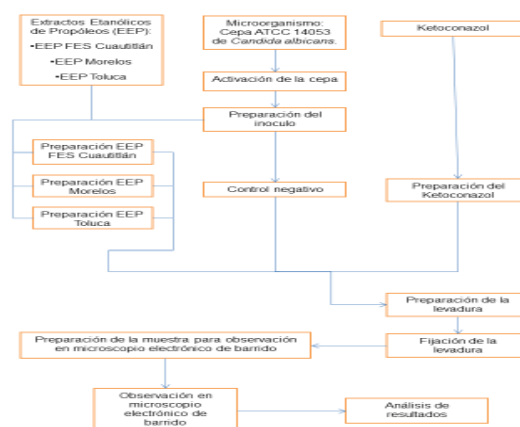 Extractos Etanólicos
de Propóleos (EEP):
•EEP FES Cuautitlán
•EEP Morelos
•EEP Toluca
Microorganismo:
Cepa ATCC 14053
de Candida albicans.
Ketoconazol
Activación de la cepa
Preparación del
inoculo
Preparación EEP
FES Cuautitlán
Preparación EEP
Morelos
Preparación EEP
Toluca
Control negativo
Preparación del
Ketoconazol
Preparación de la
levadura
Fijación de la
levadura
Preparación de la muestra para observación
en microscopio electrónico de barrido
Observación en
microscopio
electrónico de
barrido
Análisis de
resultados